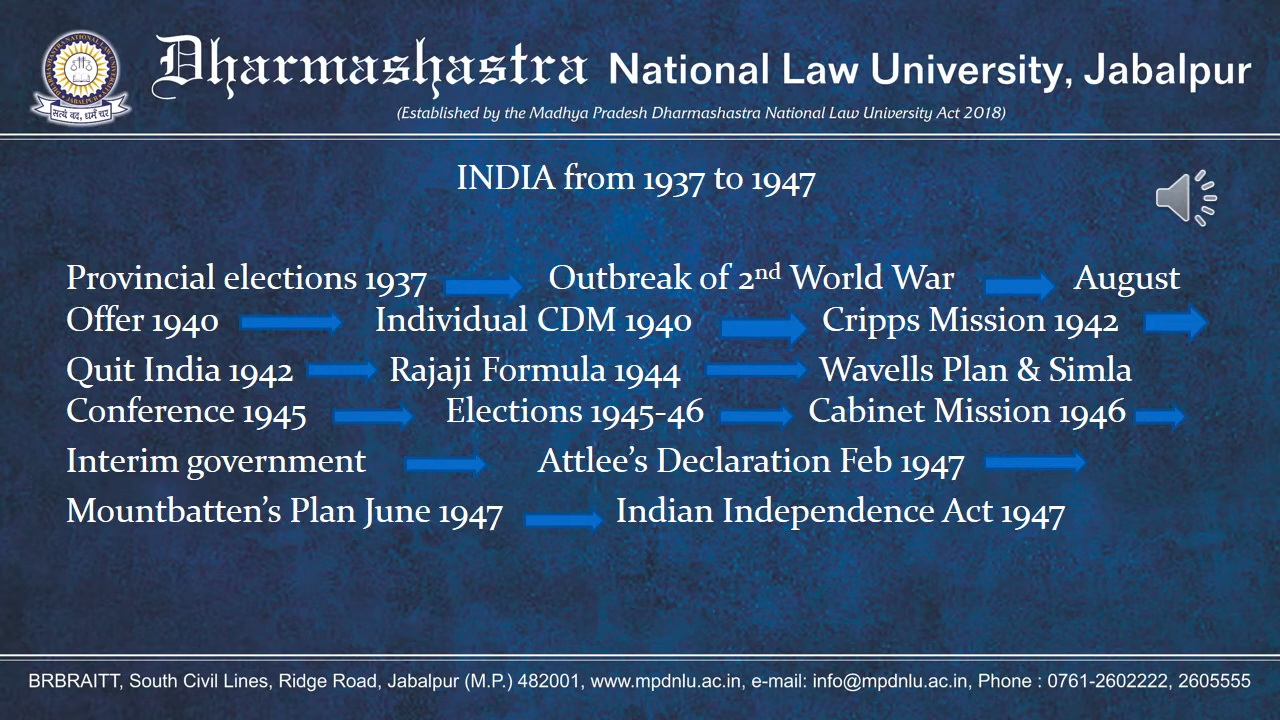 Dharmashastra National Law University, Jabalpur
(Established by the Madhya Pradesh Dharmashastra National Law University Act 2018)
सत्यं वद, धर्मं चर
INDIA from 1937 to 1947
Provincial elections 1937 Outbreak of 2nd World War August
Offer 1940 Individual CDM 1940 Cripps Mission 1942
Quit India 1942 Rajaji Formula 1944 Wavells Plan & Simla
Conference 1945 Elections 1945-46 Cabinet Mission 1946
Interim government Attlee’s Declaration Feb 1947
Mountbatten’s Plan June 1947 Indian Independence Act 1947
BRBRAITT, South Civil Lines, Ridge Road, Jabalpur (M.P.) 482001, www.mpdnlu.ac.in, e-mail: info@mpdnlu.ac.in, Phone : 0761-2602222, 2605555